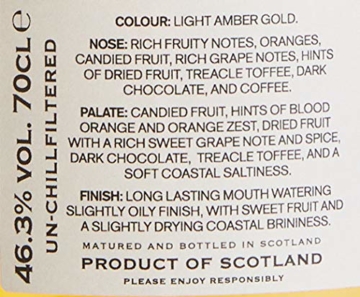 COLOUR: LIGHT AMBER GOLD.
NOSE: RICH FRUITY NOTES, ORANGES,
CANDIED FRUIT, RICH GRAPE NOTES, HINTS
OF DRIED FRUIT, TREACLE TOFFEE, DARK
CHOCOLATE, AND COFFEE.
PALATE: CANDIED FRUIT, HINTS OF BLOOD
ORANGE AND ORANGE ZEST, DRIED FRUIT
WITH A RICH SWEET GRAPE NOTE AND SPICE,
DARK CHOCOLATE, TREACLE TOFFEE, AND A
SOFT COASTAL SALTINESS.
FINISH: LONG LASTING MOUTH WATERING
SLIGHTLY OILY FINISH, WITH SWEET FRUIT AND
A SLIGHTLY DRYING COASTAL BRININESS.
MATURED AND BOTTLED IN SCOTLAND
PRODUCT OF SCOTLAND
PLEASE ENJOY RESPONSIBLY
46.3% VOL. 70CL ℮
UN-CHILLFILTERED